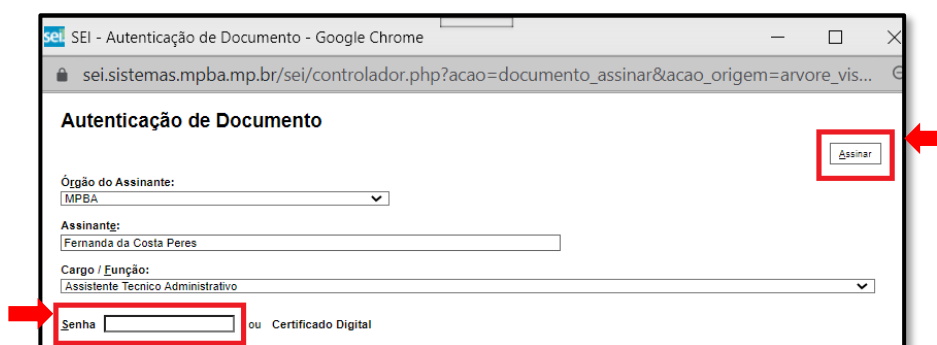 sei. SEI - Autenticação de Documento - Google Chrome
sei.sistemas.mpba.mp.br/sei/controlador.php?acao=documento_assinar&acao_origem=arvore_vis...
Autenticação de Documento
Assinar
Órgão do Assinante:
MPBA
Assinante:
Fernanda da Costa Peres
Cargo / Função:
Assistente Tecnico Administrativo
Senha ou Certificado Digital